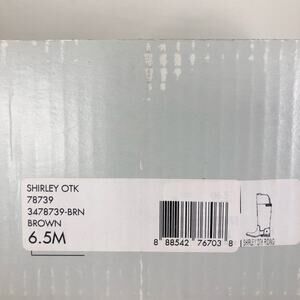 SHIRLEY OTK
78739
3478739-BRN
BROWN
6.5M
8 88542 76703 8
SHIRLEY OTK RIDING